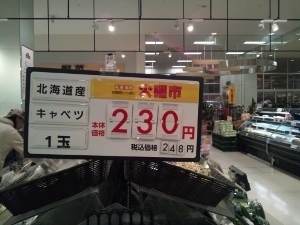 火曜市
北海道産
キャベツ
1玉
本体
価格
230円
税込価格 248円